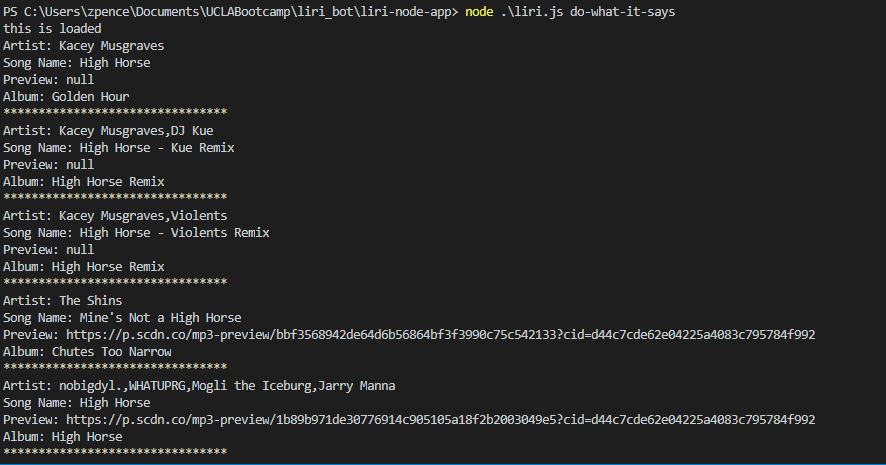 PS C:\Users\zpence\Documents\UCLABootcamp\liri_bot\liri-node-app> node .\liri.js do-what-it-says
this is loaded
Artist: Kacey Musgraves
Song Name: High Horse
Preview: null
Album: Golden Hour
********************************
Artist: Kacey Musgraves,DJ Kue
Song Name: High Horse - Kue Remix
Preview: null
Album: High Horse Remix
********************************
Artist: Kacey Musgraves,Violents
Song Name: High Horse - Violents Remix
Preview: null
Album: High Horse Remix
********************************
Artist: The Shins
Song Name: Mine's Not a High Horse
Preview: https://p.scdn.co/mp3-preview/bbf3568942de64d6b56864bf3f3990c75c542133?cid=d44c7cde62e04225a4083c795784f992
Album: Chutes Too Narrow
********************************
Artist: nobigdyl.,WHATUPRG,Mogli the Iceburg,Jarry Manna
Song Name: High Horse
Preview: https://p.scdn.co/mp3-preview/1b89b971de30776914c905105a18f2b2003049e5?cid=d44c7cde62e04225a4083c795784f992
Album: High Horse
********************************